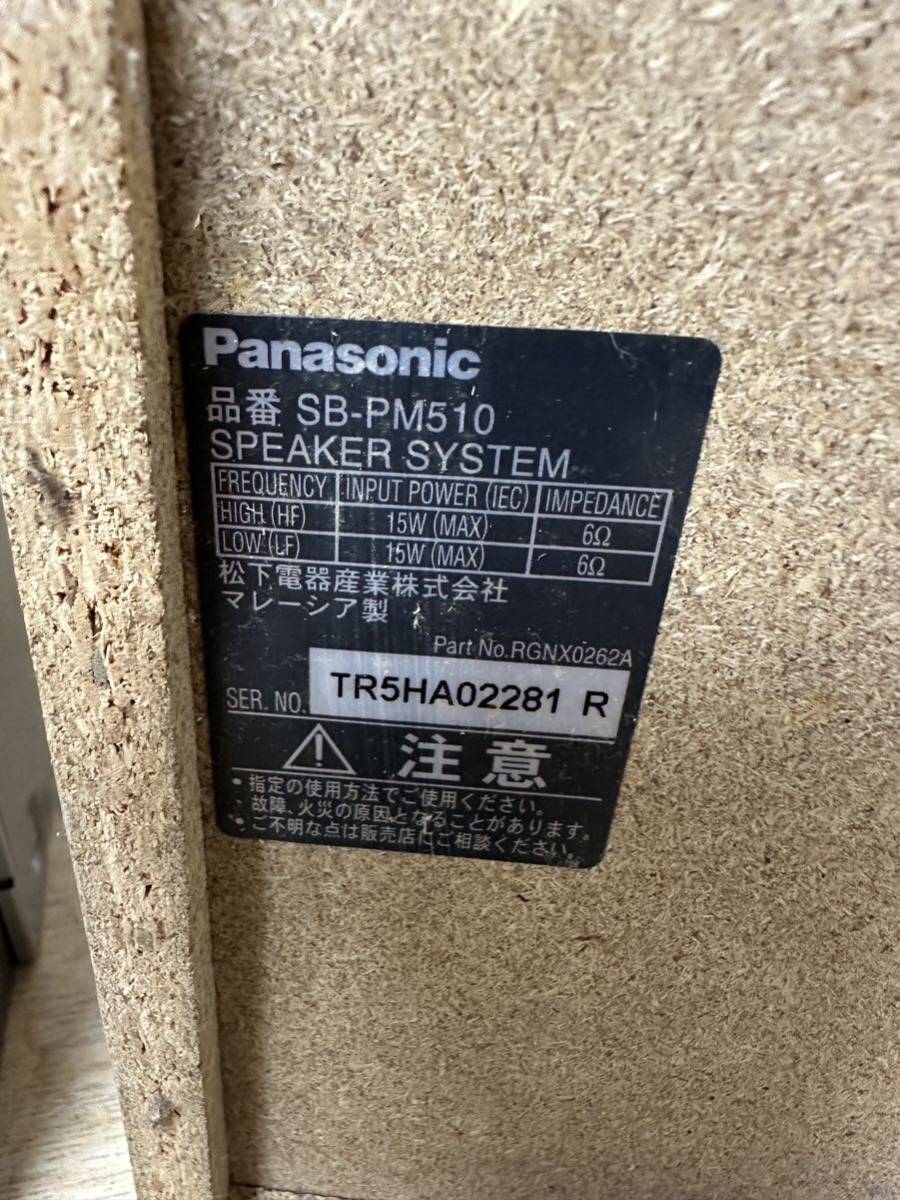 Panasonic
品番 SB-PM510
SPEAKER SYSTEM
FREQUENCY INPUT POWER (IEC) IMPEDANCE
HIGH (HF) 15W (MAX) 6Ω
LOW (LF) 15W (MAX) 6Ω
松下電器産業株式会社
マレーシア製
Part No.RGNX0262A
SER. NO. TR5HA02281 R
注意
・指定の使用方法でご使用ください。
故障、火災の原因となることがあります。
・ご不明な点は販売店にご相談ください。